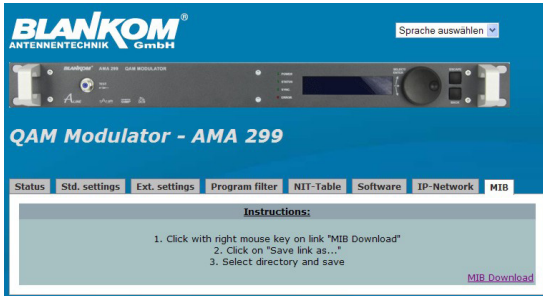 BLANKOM®
ANTENNENTECHNIK GmbH
Sprache auswählen
BLANKOM AMA 299 QAM MODULATOR
QAM Modulator - AMA 299
Status Std. settings Ext. settings Program filter NIT-Table Software IP-Network MIB
Instructions:
1. Click with right mouse key on link "MIB Download"
2. Click on "Save link as..."
3. Select directory and save
MIB Download